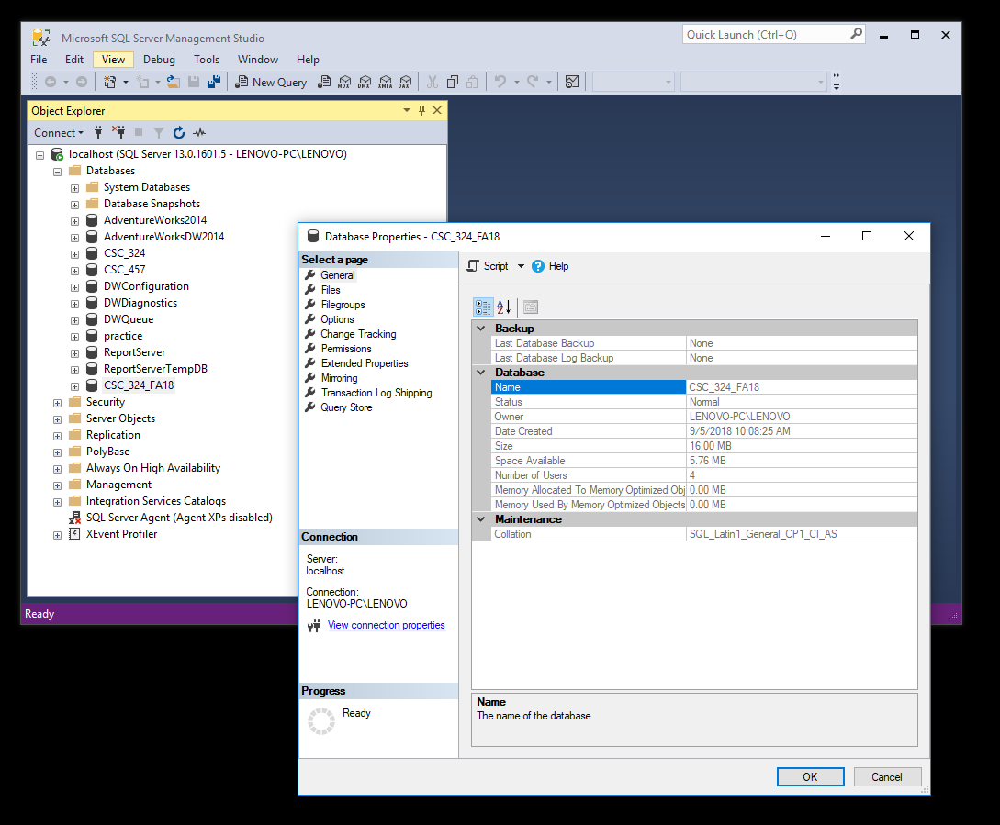 Microsoft SQL Server Management Studio
Quick Launch (Ctrl+Q)
File Edit View Debug Tools Window Help
New Query MDX DMX XMLA DAX
Object Explorer
Connect
localhost (SQL Server 13.0.1601.5 - LENOVO-PC\LENOVO)
Databases
System Databases
Database Snapshots
AdventureWorks2014
AdventureWorksDW2014
CSC_324
CSC_457
DWConfiguration
DWDiagnostics
DWQueue
practice
ReportServer
ReportServerTempDB
CSC_324_FA18
Security
Server Objects
Replication
PolyBase
Always On High Availability
Management
Integration Services Catalogs
SQL Server Agent (Agent XPs disabled)
XEvent Profiler
Ready
Database Properties - CSC_324_FA18
Select a page
General
Files
Filegroups
Options
Change Tracking
Permissions
Extended Properties
Mirroring
Transaction Log Shipping
Query Store
Connection
Server:
localhost
Connection:
LENOVO-PC\LENOVO
View connection properties
Progress
Ready
Script Help
A
Z
Backup
Last Database Backup None
Last Database Log Backup None
Database
Name CSC_324_FA18
Status Normal
Owner LENOVO-PC\LENOVO
Date Created 9/5/2018 10:08:25 AM
Size 16.00 MB
Space Available 5.76 MB
Number of Users 4
Memory Allocated To Memory Optimized Obj 0.00 MB
Memory Used By Memory Optimized Objects 0.00 MB
Maintenance
Collation SQL_Latin1_General_CP1_CI_AS
Name
The name of the database.
OK Cancel